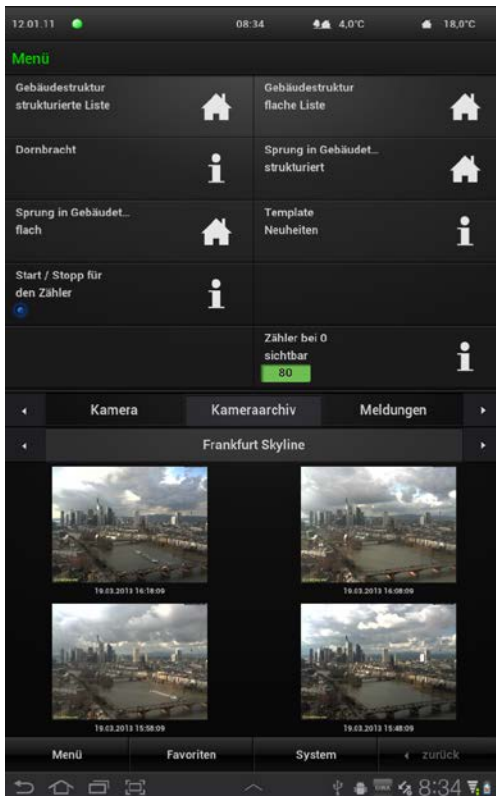 12.01.11 08:34 4,0°C 18,0°C
Menü
Gebäudestruktur
strukturierte Liste
Gebäudestruktur
flache Liste
Dornbracht
Sprung in Gebäudet...
strukturiert
Sprung in Gebäudet...
flach
Template
Neuheiten
Start / Stopp für
den Zähler
Zähler bei 0
sichtbar
80
Kamera Kameraarchiv Meldungen
Frankfurt Skyline
19.03.2013 16:18:09 19.03.2013 16:08:09
19.03.2013 15:58:09 19.03.2013 15:48:09
Menü Favoriten System zurück
8:34